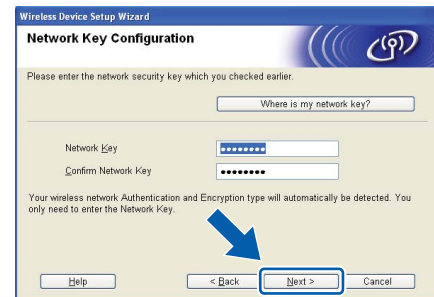 Wireless Device Setup Wizard
Network Key Configuration
Please enter the network security key which you checked earlier.
Where is my network key?
Network Key
••••••••
Confirm Network Key
••••••••
Your wireless network Authentication and Encryption type will automatically be detected. You
only need to enter the Network Key.
Help
< Back
Next >
Cancel